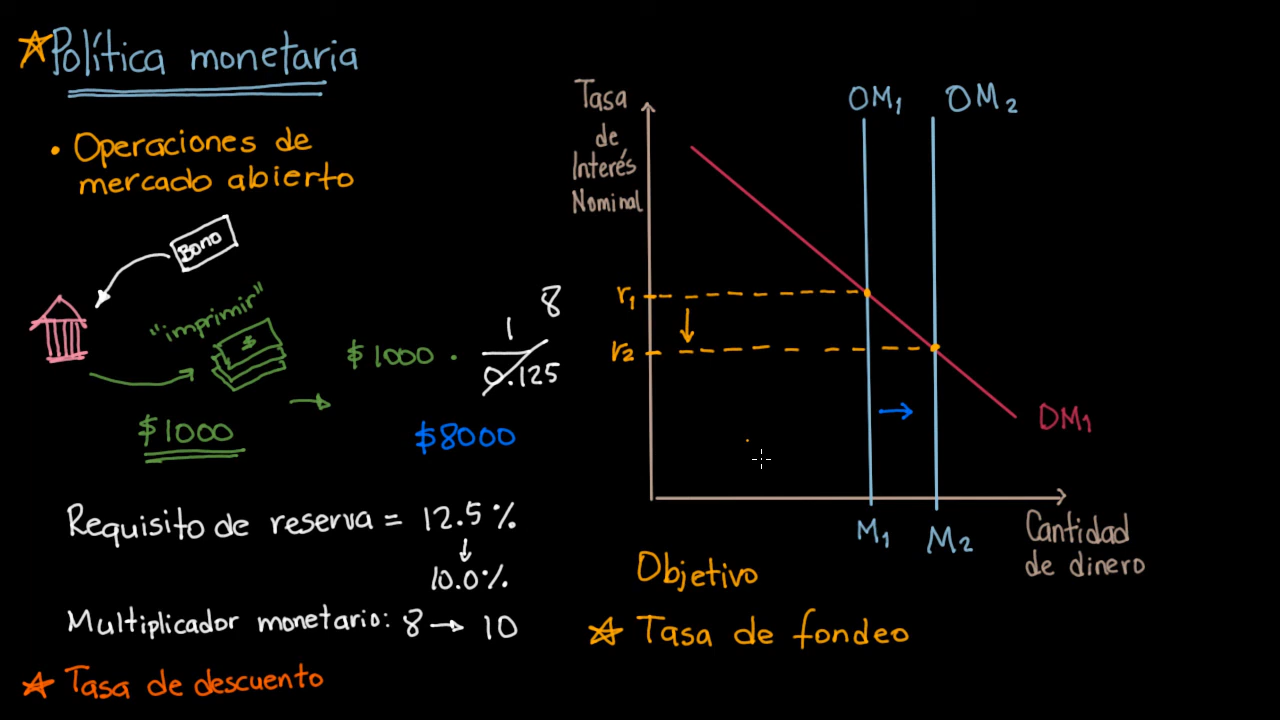 Política monetaria
• Operaciones de
mercado abierto
Bono
"imprimir"
$
$1000
$1000 · 1/0.125
8
$8000
Requisito de reserva = 12.5%
↓
10.0%
Multiplicador monetario: 8 → 10
Tasa de descuento
Tasa
de
Interés
Nominal
OM₁
OM₂
r₁
r₂
DM₁
M₁
M₂
Cantidad
de dinero
Objetivo
Tasa de fondeo